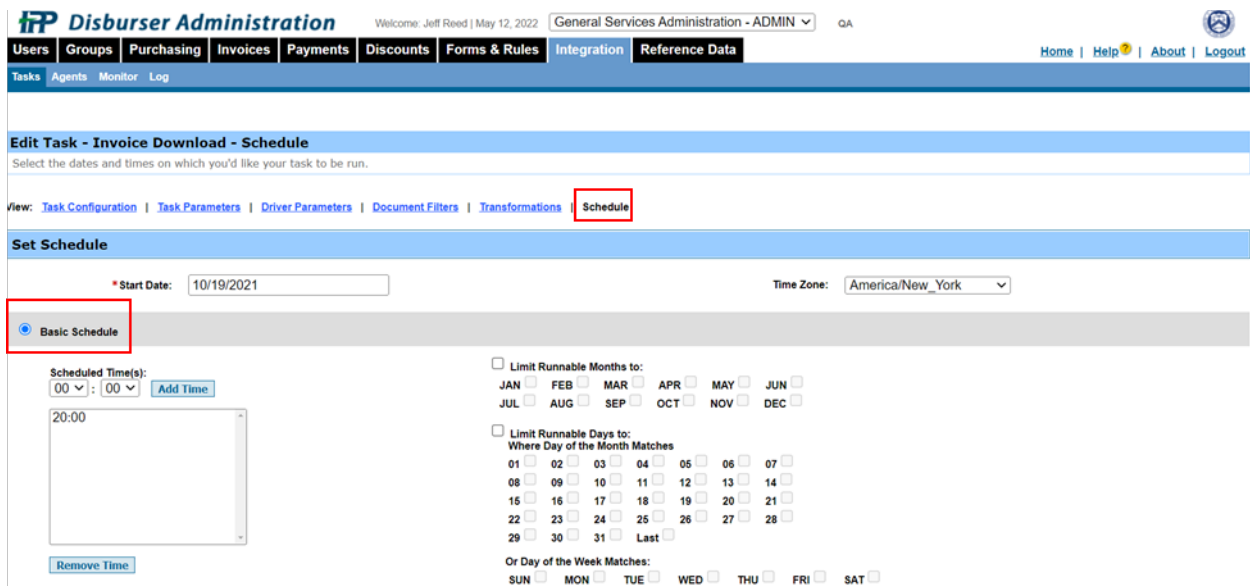 IPP Disburser Administration Welcome: Jeff Reed | May 12, 2022 General Services Administration - ADMIN QA
Users Groups Purchasing Invoices Payments Discounts Forms & Rules Integration Reference Data Home | Help? | About | Logout
Tasks Agents Monitor Log
Edit Task - Invoice Download - Schedule
Select the dates and times on which you'd like your task to be run.
View: Task Configuration | Task Parameters | Driver Parameters | Document Filters | Transformations | Schedule
Set Schedule
*Start Date: 10/19/2021 Time Zone: America/New_York
Basic Schedule
Scheduled Time(s): Limit Runnable Months to:
00 : 00 Add Time JAN FEB MAR APR MAY JUN
JUL AUG SEP OCT NOV DEC
20:00
Limit Runnable Days to:
Where Day of the Month Matches
01 02 03 04 05 06 07
08 09 10 11 12 13 14
15 16 17 18 19 20 21
22 23 24 25 26 27 28
29 30 31 Last
Remove Time Or Day of the Week Matches:
SUN MON TUE WED THU FRI SAT